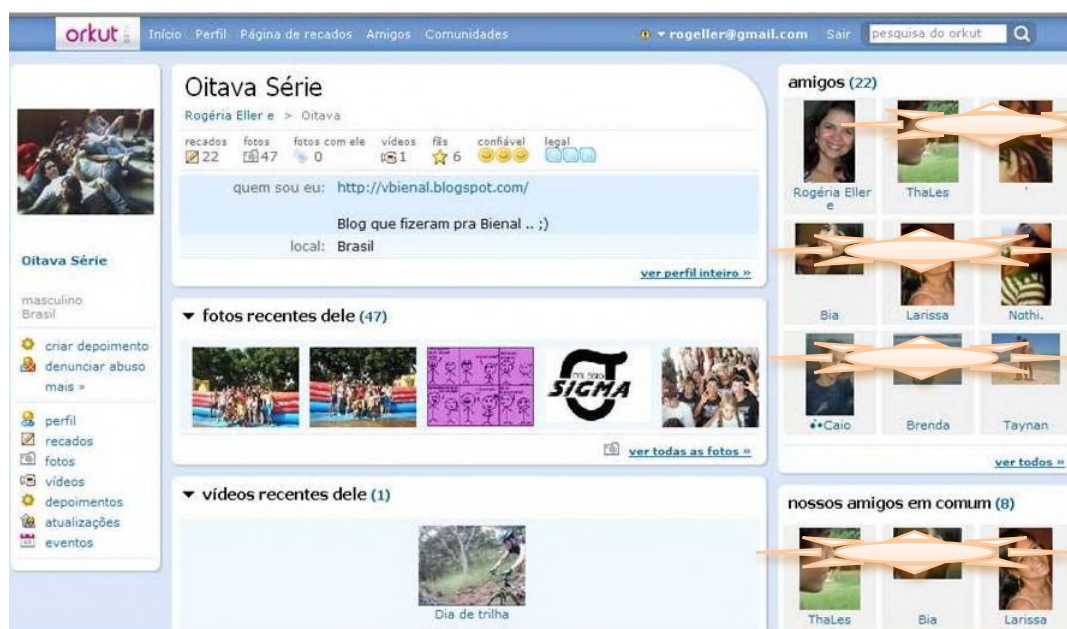 orkut BETA
Início Perfil Página de recados Amigos Comunidades
rogeller@gmail.com Sair pesquisa do orkut
Oitava Série
masculino
Brasil
criar depoimento
denunciar abuso
mais »
perfil
recados
fotos
vídeos
depoimentos
atualizações
eventos
Oitava Série
Rogéria Eller e > Oitava
recados fotos fotos com ele vídeos fãs confiável legal
22 47 0 1 6
quem sou eu: http://vbienal.blogspot.com/
Blog que fizeram pra Bienal .. ;)
local: Brasil
ver perfil inteiro »
fotos recentes dele (47)
COLÉGIO
SIGMA
ver todas as fotos »
vídeos recentes dele (1)
Dia de trilha
amigos (22)
Rogéria Eller
e
ThaLes
Bia Larissa Nathi.
Caio Brenda Taynan
ver todos »
nossos amigos em comum (8)
ThaLes Bia Larissa